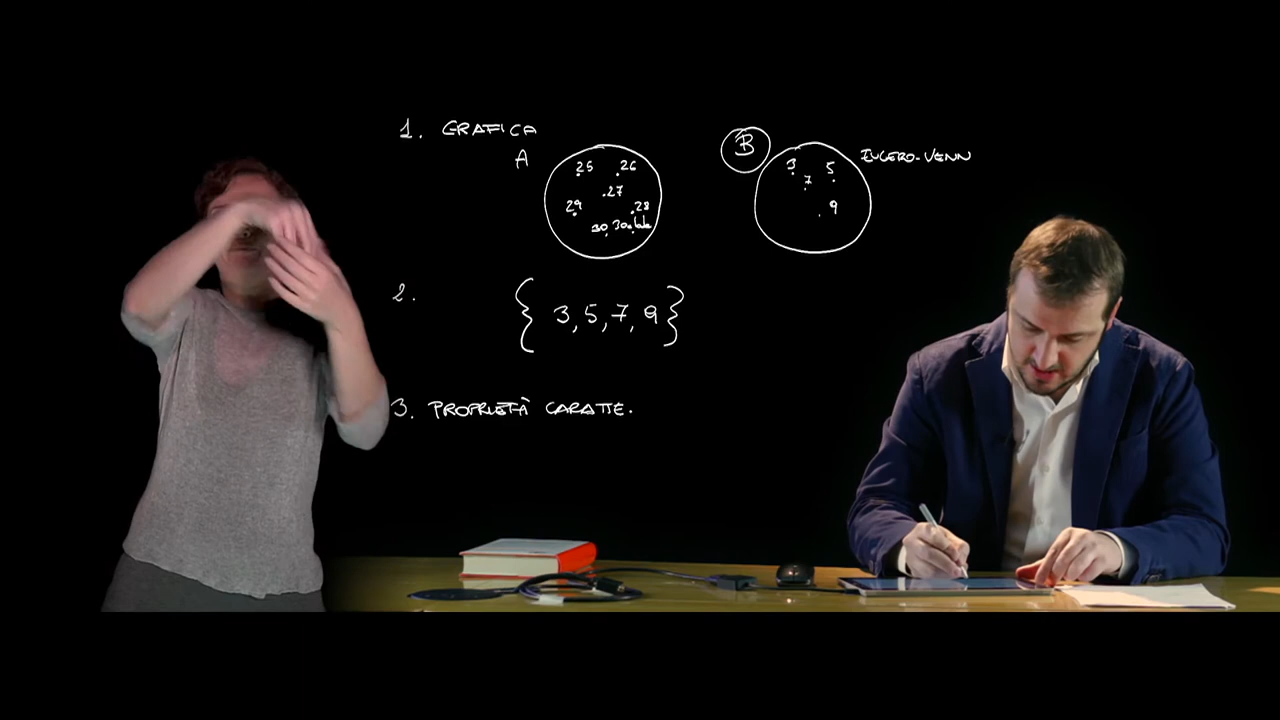 1. GRAFICA
A
25 26
27
29 28
30
B
3 5
7
9
EULERO-VENN
2. { 3, 5, 7, 9 }
3. PROPRIETÀ CARATTE.